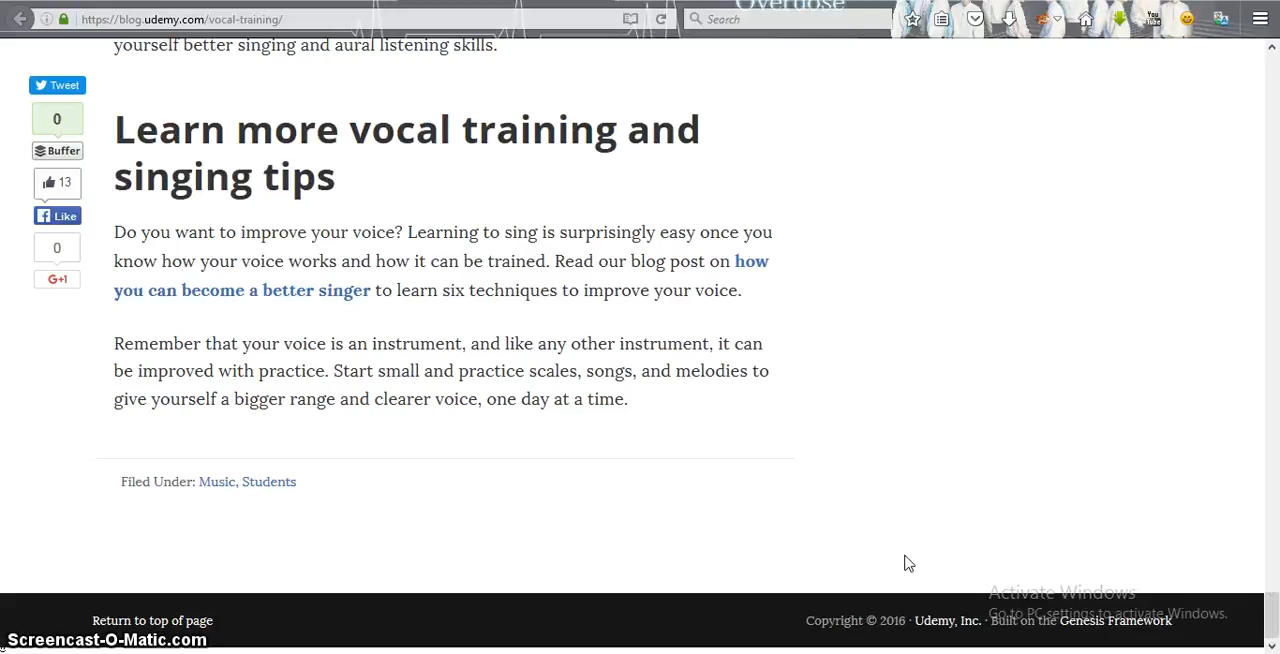 Overdose
https://blog.udemy.com/vocal-training/
Search
You
Tube
yourself better singing and aural listening skills.
Tweet
0
Buffer
13
Like
0
G+1
Learn more vocal training and
singing tips
Do you want to improve your voice? Learning to sing is surprisingly easy once you
know how your voice works and how it can be trained. Read our blog post on how
you can become a better singer to learn six techniques to improve your voice.
Remember that your voice is an instrument, and like any other instrument, it can
be improved with practice. Start small and practice scales, songs, and melodies to
give yourself a bigger range and clearer voice, one day at a time.
Filed Under: Music, Students
Activate Windows
Go to PC settings to activate Windows.
Return to top of page
Copyright © 2016 · Udemy, Inc. · Built on the Genesis Framework
Screencast-O-Matic.com